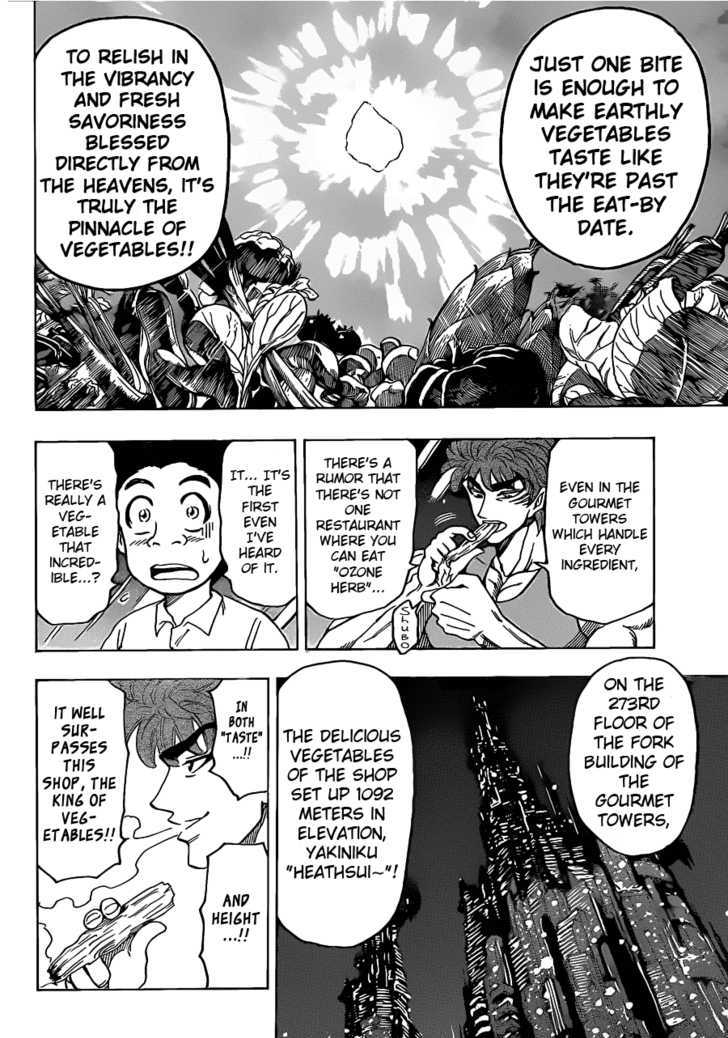 JUST ONE BITE
IS ENOUGH TO
MAKE EARTHLY
VEGETABLES
TASTE LIKE
THEY'RE PAST
THE EAT-BY
DATE.
TO RELISH IN
THE VIBRANCY
AND FRESH
SAVORINESS
BLESSED
DIRECTLY FROM
THE HEAVENS, IT'S
TRULY THE
PINNACLE OF
VEGETABLES!!
EVEN IN THE
GOURMET
TOWERS
WHICH HANDLE
EVERY
INGREDIENT,
THERE'S A
RUMOR THAT
THERE'S NOT
ONE
RESTAURANT
WHERE YOU
CAN EAT
"OZONE
HERB"...
Shubo
IT... IT'S
THE
FIRST
EVEN
I'VE
HEARD
OF IT.
THERE'S
REALLY A
VEG-
ETABLE
THAT
INCRED-
IBLE...?
ON THE
273RD
FLOOR OF
THE FORK
BUILDING OF
THE
GOURMET
TOWERS,
THE DELICIOUS
VEGETABLES
OF THE SHOP
SET UP 1092
METERS IN
ELEVATION,
YAKINIKU
"HEATHSUI~"!
IN
BOTH
"TASTE"
...!!
AND
HEIGHT
...!!
IT WELL
SUR-
PASSES
THIS
SHOP, THE
KING OF
VEG-
ETABLES!!